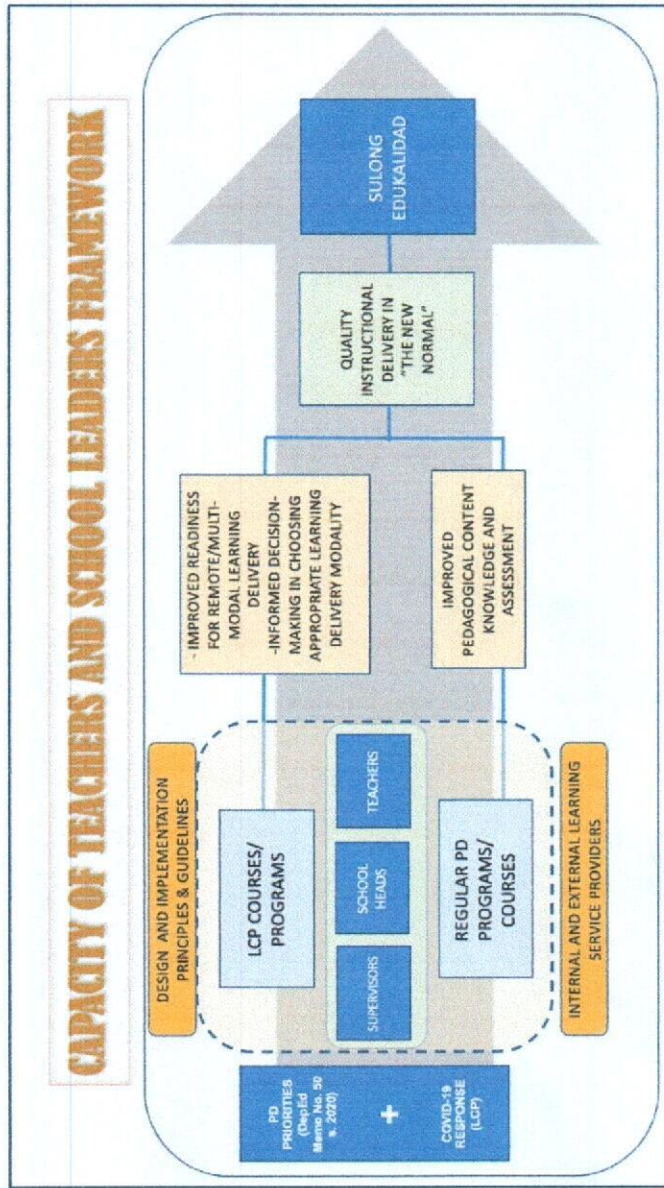 CAPACITY OF TEACHERS AND SCHOOL LEADERS FRAMEWORK
PD
PRIORITIES
(DepEd
Memo No. 50
s. 2020)
+
COVID-19
RESPONSE
(LCP)
DESIGN AND IMPLEMENTATION
PRINCIPLES & GUIDELINES
LCP COURSES/
PROGRAMS
SUPERVISORS
SCHOOL
HEADS
TEACHERS
REGULAR PD
PROGRAMS/
COURSES
INTERNAL AND EXTERNAL LEARNING
SERVICE PROVIDERS
- IMPROVED READINESS
FOR REMOTE/MULTI-
MODAL LEARNING
DELIVERY
-INFORMED DECISION-
MAKING IN CHOOSING
APPROPRIATE LEARNING
DELIVERY MODALITY
IMPROVED
PEDAGOGICAL CONTENT
KNOWLEDGE AND
ASSESSMENT
QUALITY
INSTRUCTIONAL
DELIVERY IN
"THE NEW
NORMAL"
SULONG
EDUKALIDAD